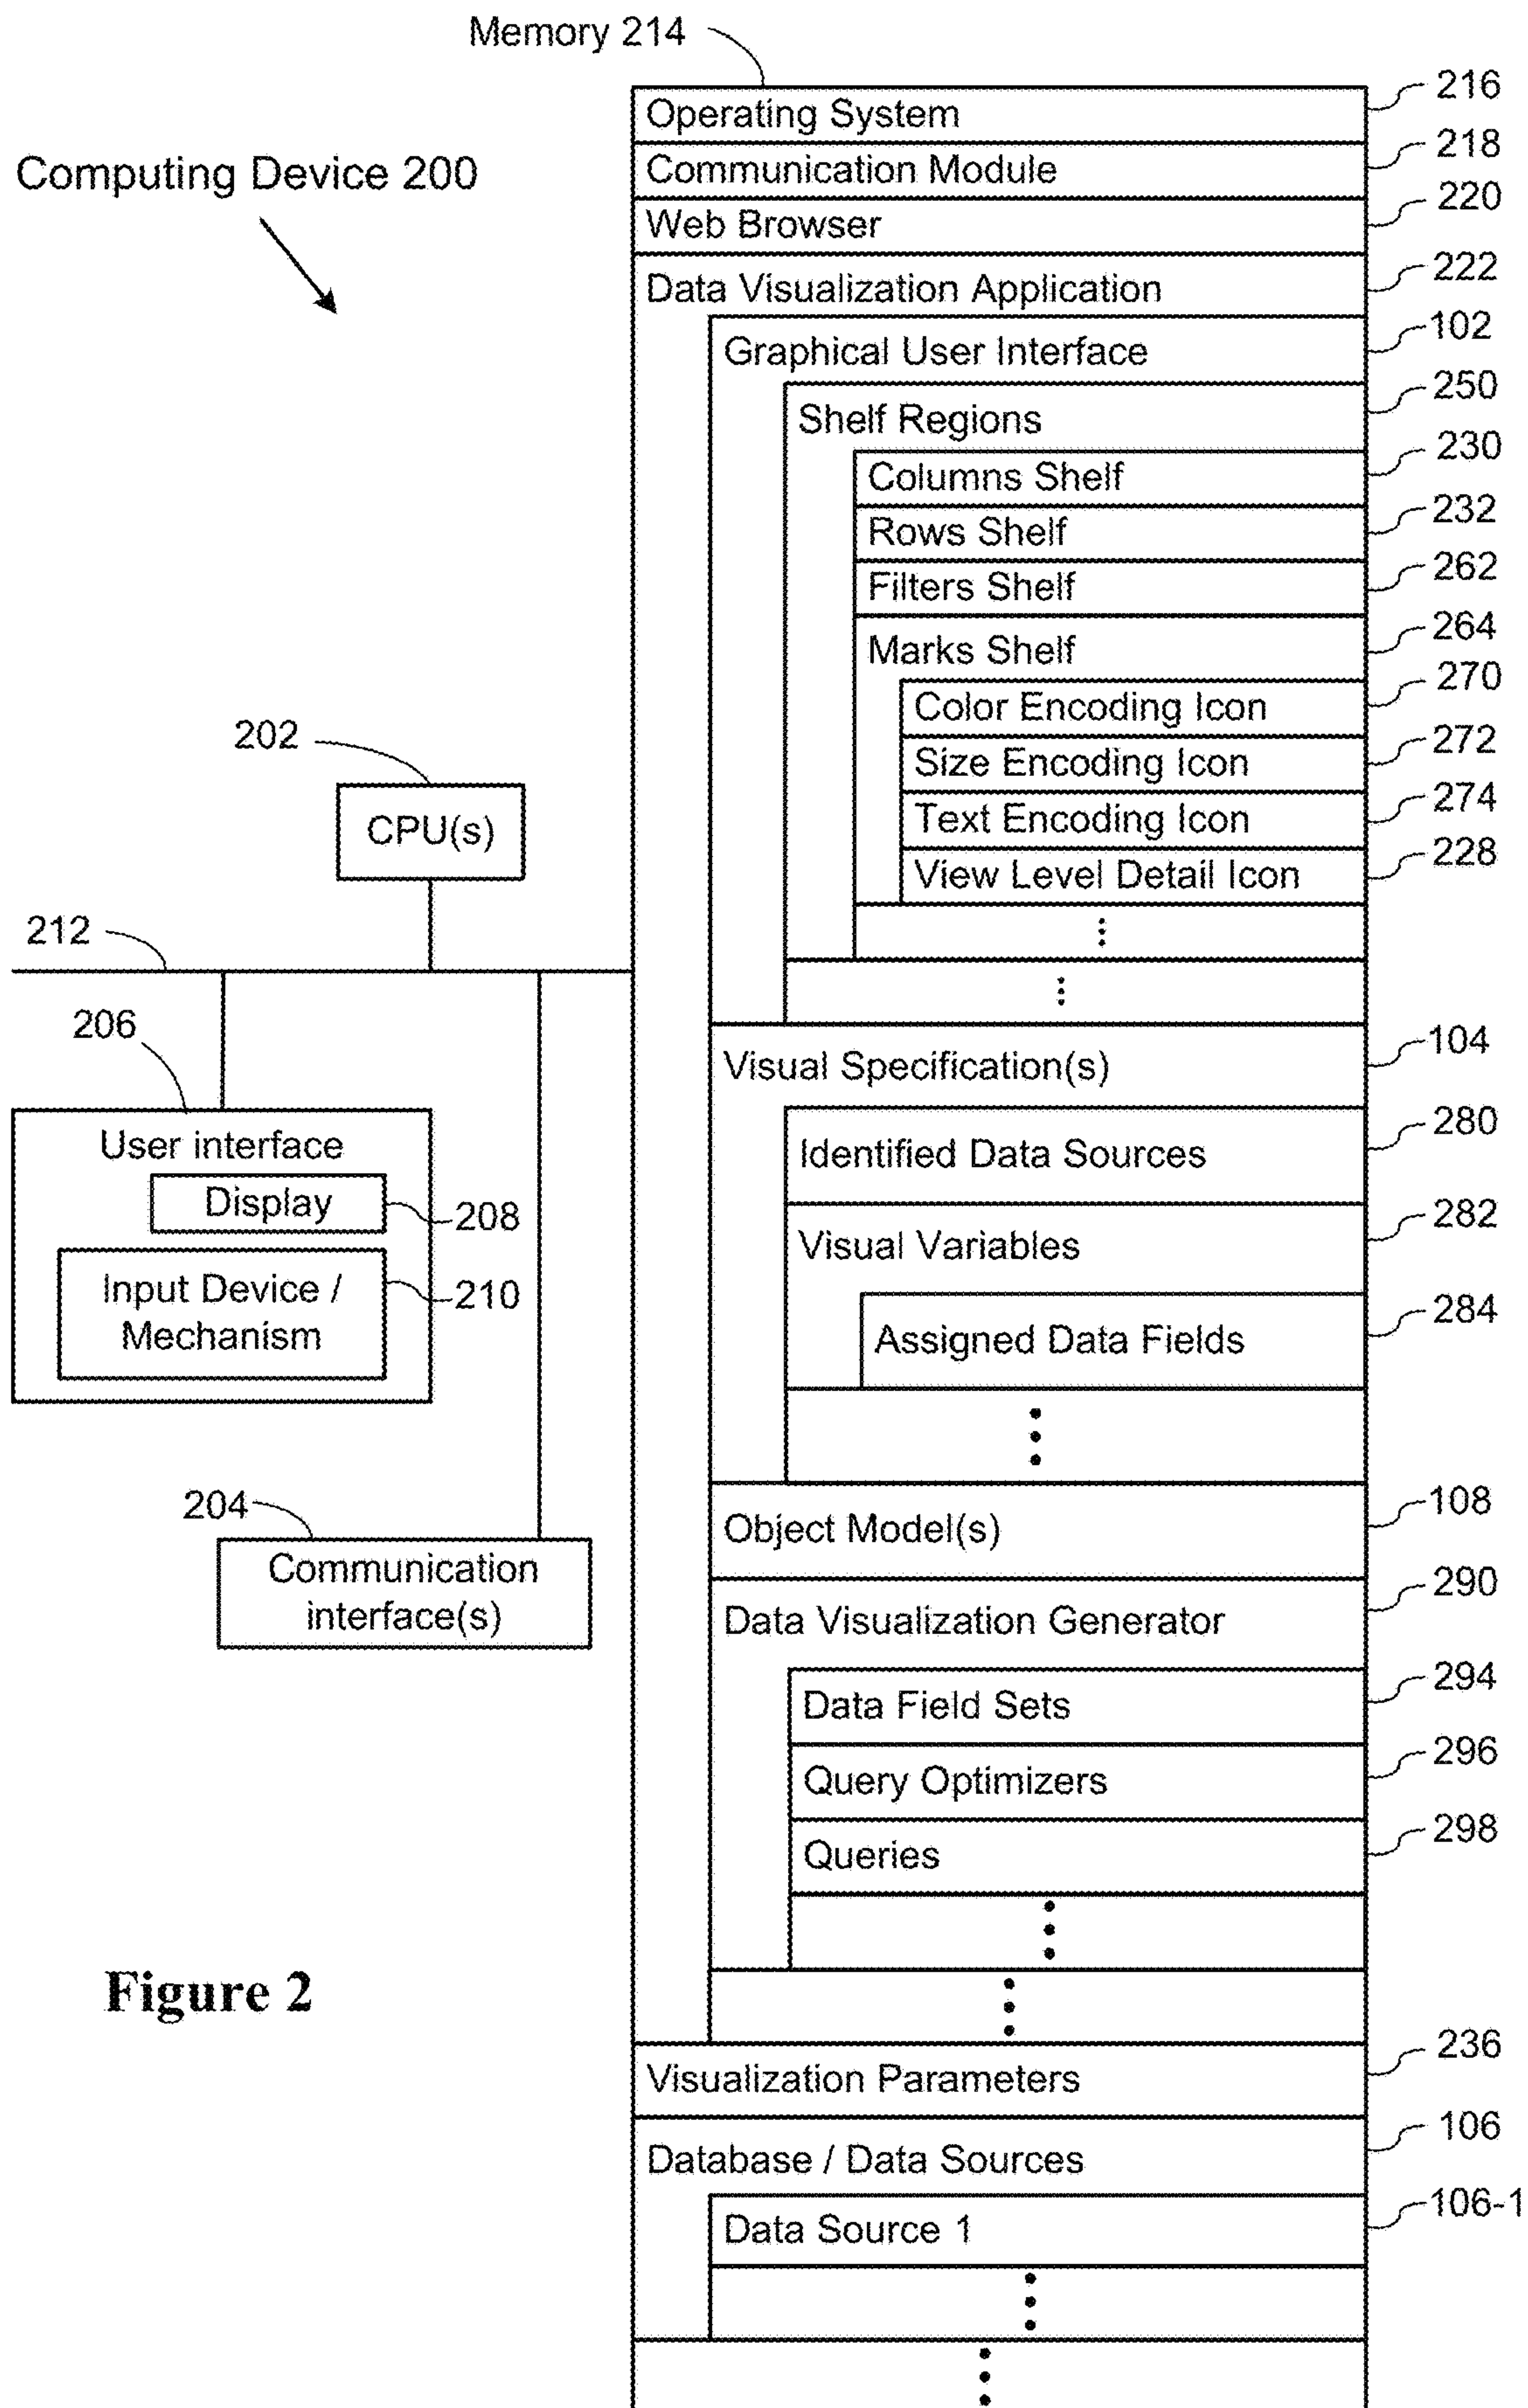 Memory 214
Computing Device 200
Operating System 216
Communication Module 218
Web Browser 220
Data Visualization Application 222
Graphical User Interface 102
Shelf Regions 250
Columns Shelf 230
Rows Shelf 232
Filters Shelf 262
Marks Shelf 264
Color Encoding Icon 270
Size Encoding Icon 272
Text Encoding Icon 274
View Level Detail Icon 228
Visual Specification(s) 104
Identified Data Sources 280
Visual Variables 282
Assigned Data Fields 284
Object Model(s) 108
Data Visualization Generator 290
Data Field Sets 294
Query Optimizers 296
Queries 298
Visualization Parameters 236
Database / Data Sources 106
Data Source 1 106-1
202
CPU(s)
212
206
User interface
Display 208
Input Device / 210
Mechanism
204
Communication
interface(s)
Figure 2